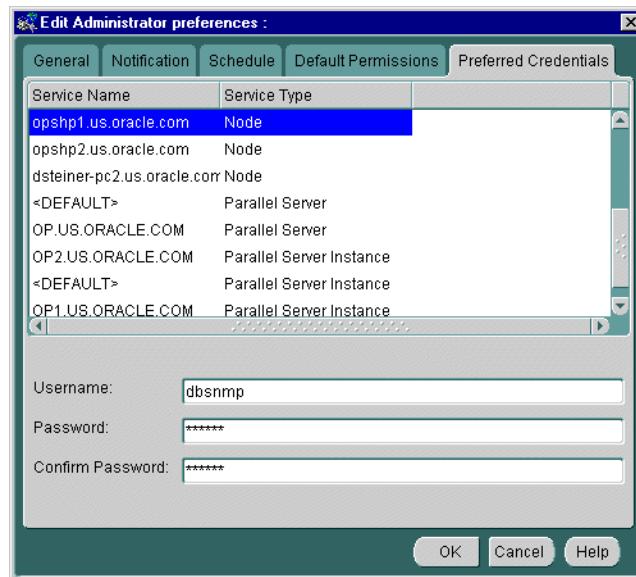 Edit Administrator preferences :
General Notification Schedule Default Permissions Preferred Credentials
Service Name Service Type
opshp1.us.oracle.com Node
opshp2.us.oracle.com Node
dsteiner-pc2.us.oracle.com Node
<DEFAULT> Parallel Server
OP.US.ORACLE.COM Parallel Server
OP2.US.ORACLE.COM Parallel Server Instance
<DEFAULT> Parallel Server Instance
OP1.US.ORACLE.COM Parallel Server Instance
Username: dbsnmp
Password: ******
Confirm Password: ******
OK Cancel Help